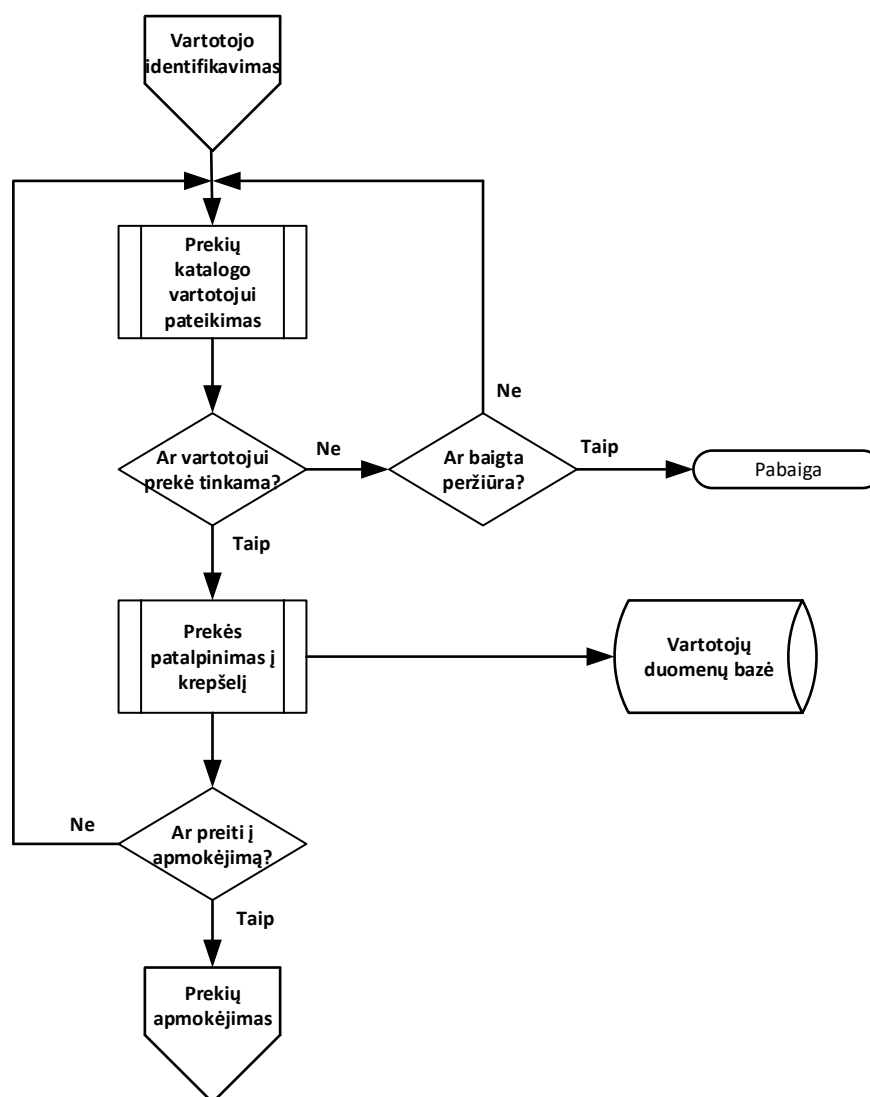 Vartotojo
identifikavimas
Prekių
katalogo
vartotojui
pateikimas
Ne
Ar vartotojui
prekė tinkama?
Ne
Ar baigta
peržiūra?
Taip
Pabaiga
Taip
Prekės
patalpinimas į
krepšelį
Vartotojų
duomenų bazė
Ne
Ar preiti į
apmokėjimą?
Taip
Prekių
apmokėjimas